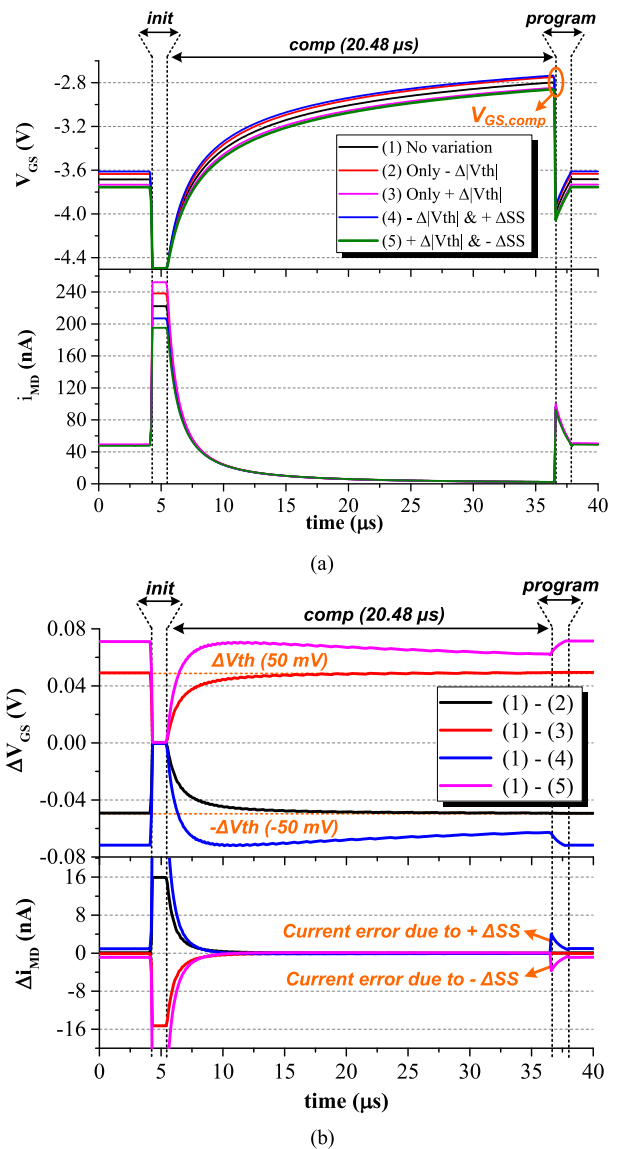 init
program
comp (20.48 µs)
-2.8
-3.2
-3.6
-4.0
-4.4
V_GS (V)
V_GS,comp
(1) No variation
(2) Only - Δ|Vth|
(3) Only + Δ|Vth|
(4) - Δ|Vth| & + ΔSS
(5) + Δ|Vth| & - ΔSS
240
200
160
120
80
40
0
i_MD (nA)
0 5 10 15 20 25 30 35 40
time (µs)
(a)
init
program
comp (20.48 µs)
0.08
0.04
0.00
-0.04
-0.08
ΔV_GS (V)
ΔVth (50 mV)
(1) - (2)
(1) - (3)
(1) - (4)
(1) - (5)
-ΔVth (-50 mV)
16
8
0
-8
-16
Δi_MD (nA)
Current error due to + ΔSS
Current error due to - ΔSS
0 5 10 15 20 25 30 35 40
time (µs)
(b)